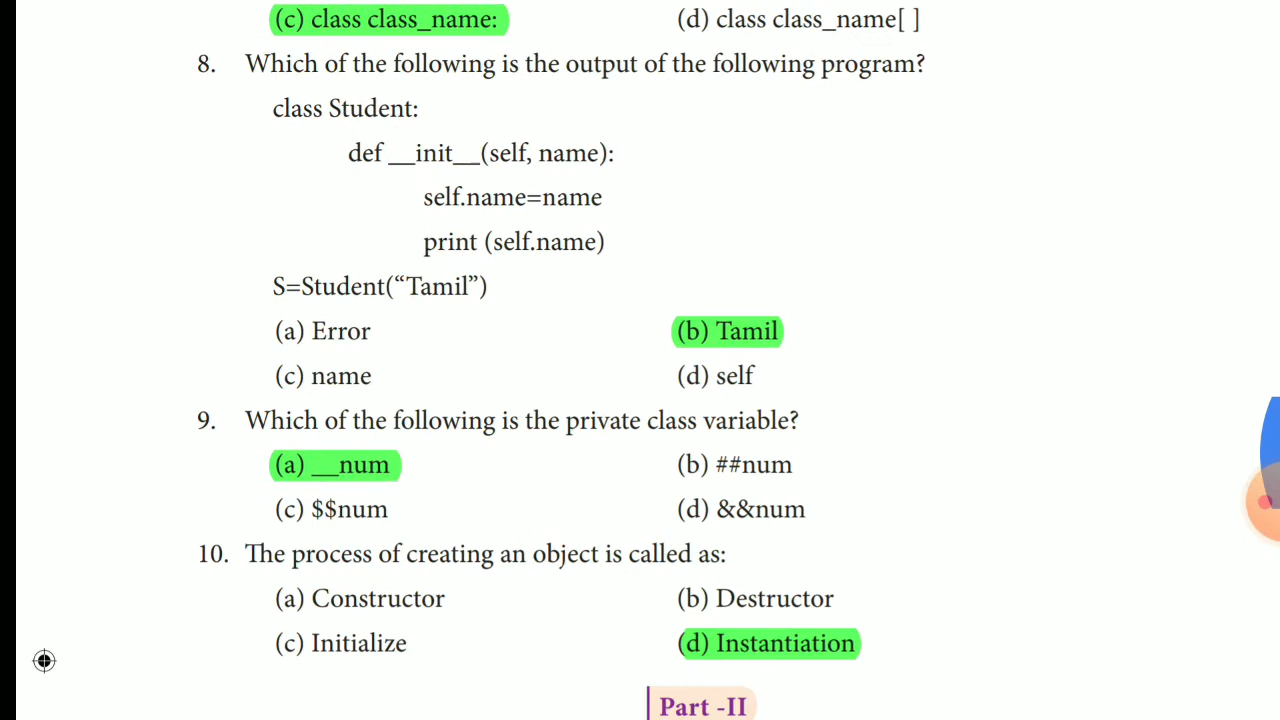 (c) class class_name: (d) class class_name[ ]
8. Which of the following is the output of the following program?
class Student:
def __init__(self, name):
self.name=name
print (self.name)
S=Student(“Tamil”)
(a) Error (b) Tamil
(c) name (d) self
9. Which of the following is the private class variable?
(a) __num (b) ##num
(c) $$num (d) &&num
10. The process of creating an object is called as:
(a) Constructor (b) Destructor
(c) Initialize (d) Instantiation
Part -II